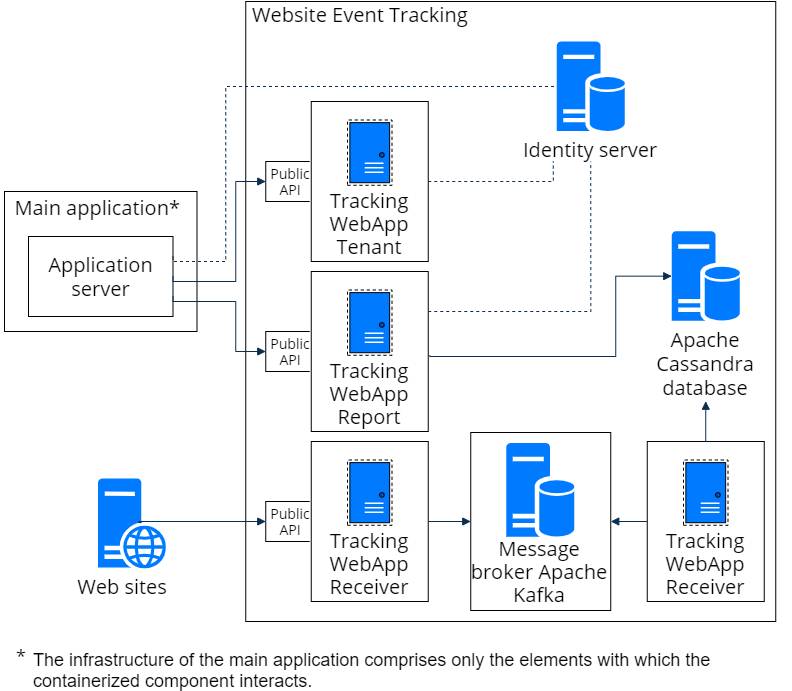 Website Event Tracking
Identity server
Public
API
Tracking
WebApp
Tenant
Main application*
Application
server
Public
API
Tracking
WebApp
Report
Apache
Cassandra
database
Web sites
Public
API
Tracking
WebApp
Receiver
Message
broker Apache
Kafka
Tracking
WebApp
Receiver
* The infrastructure of the main application comprises only the elements with which the
containerized component interacts.